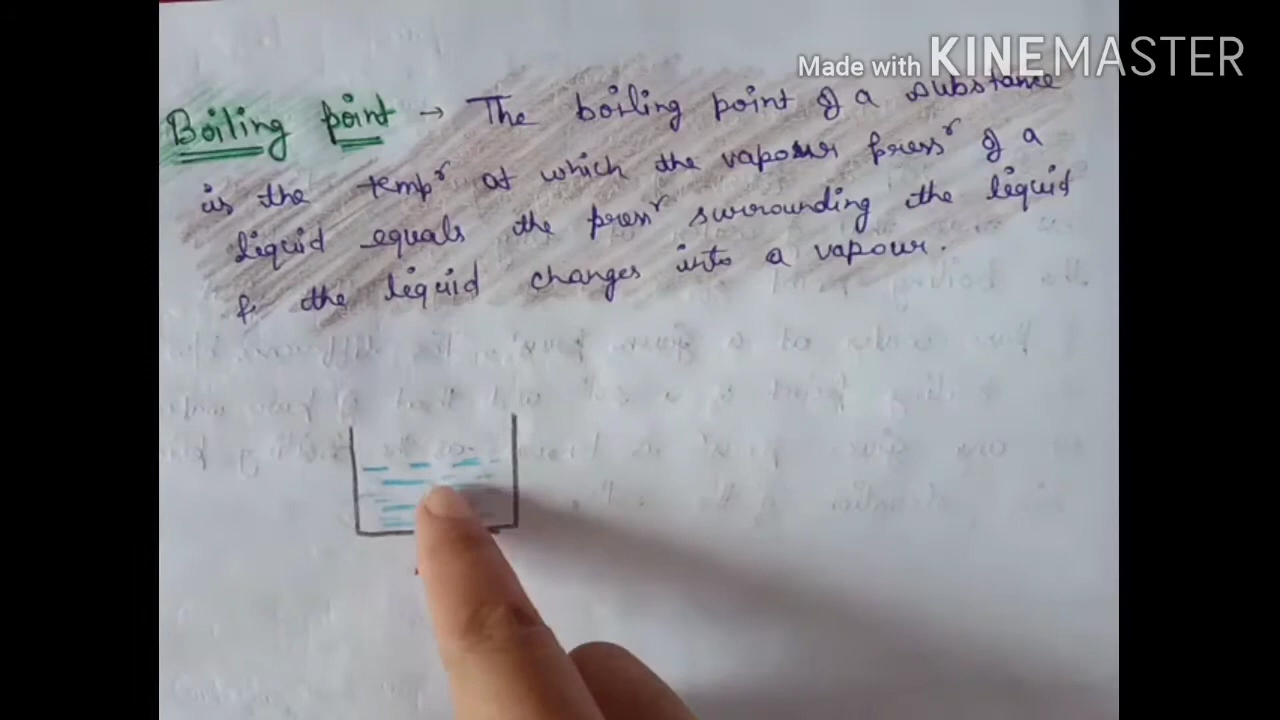 Made with KINEMASTER
Boiling point → The boiling point of a substance
is the tempr at which the vapour pressr of a
liquid equals the pressr surrounding the liquid
& the liquid changes into a vapour.